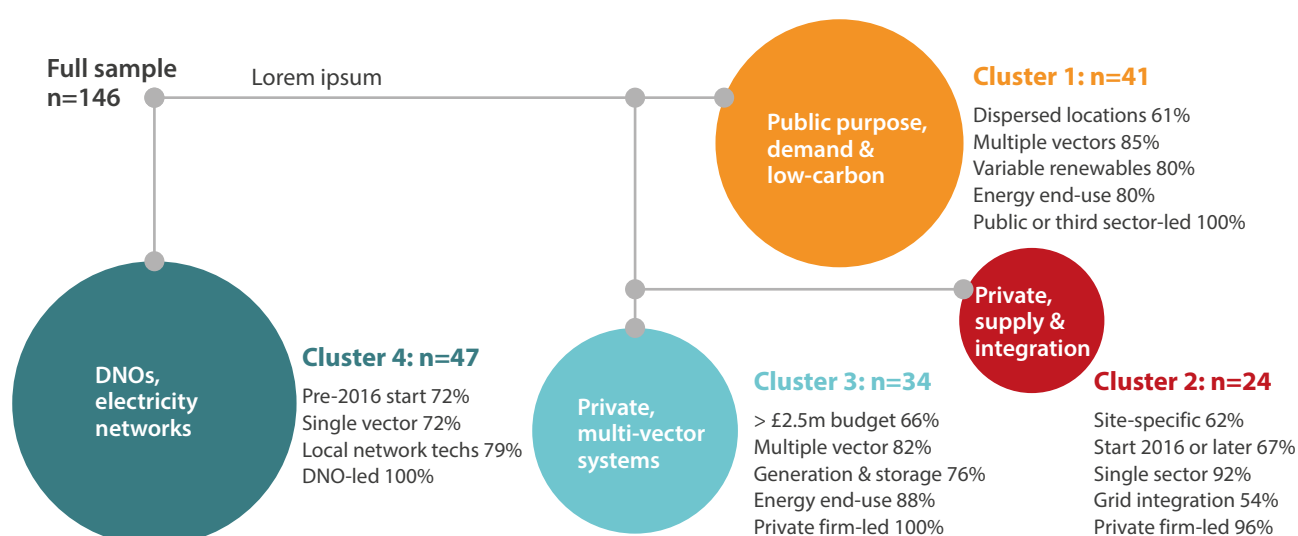 Full sample
n=146
Lorem ipsum
Public purpose,
demand &
low-carbon
Cluster 1: n=41
Dispersed locations 61%
Multiple vectors 85%
Variable renewables 80%
Energy end-use 80%
Public or third sector-led 100%
DNOs,
electricity
networks
Cluster 4: n=47
Pre-2016 start 72%
Single vector 72%
Local network techs 79%
DNO-led 100%
Private,
multi-vector
systems
Cluster 3: n=34
> £2.5m budget 66%
Multiple vector 82%
Generation & storage 76%
Energy end-use 88%
Private firm-led 100%
Private,
supply &
integration
Cluster 2: n=24
Site-specific 62%
Start 2016 or later 67%
Single sector 92%
Grid integration 54%
Private firm-led 96%